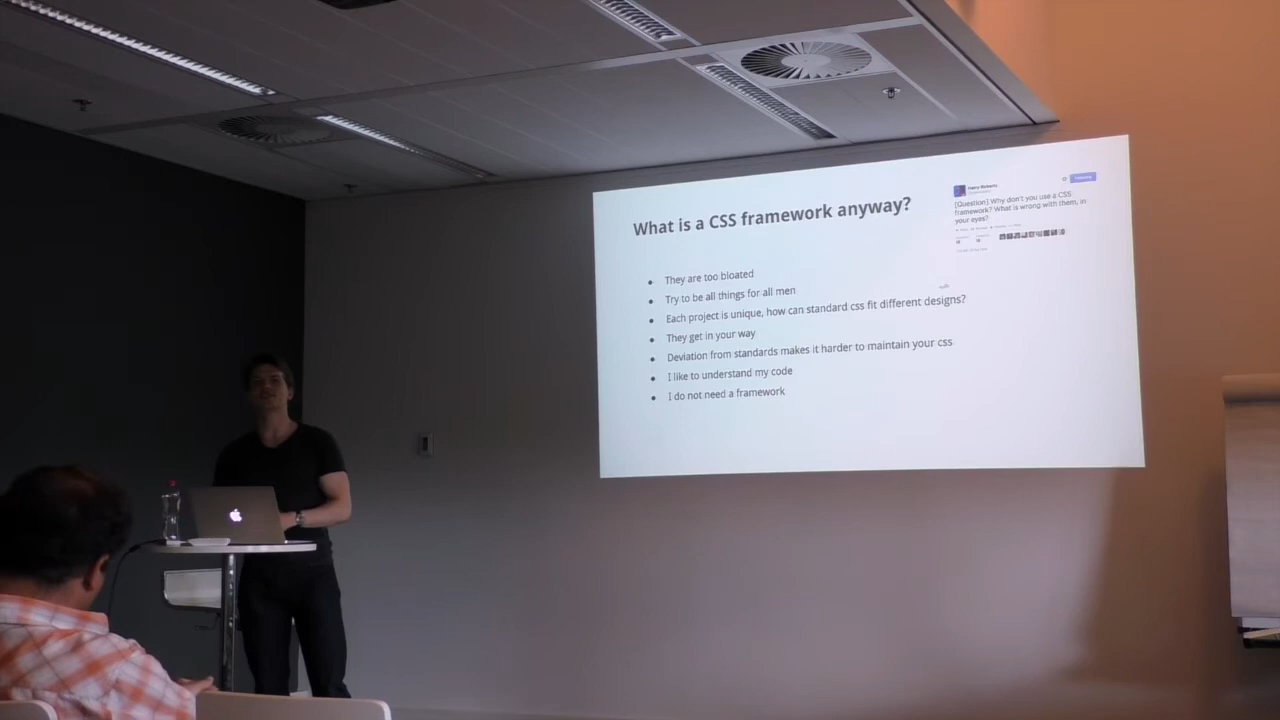 What is a CSS framework anyway?
They are too bloated
Try to be all things for all men
Each project is unique, how can standard css fit different designs?
They get in your way
Deviation from standards makes it harder to maintain your css
I like to understand my code
I do not need a framework
Harry Roberts
[Question] Why don't you use a CSS
framework? What is wrong with them, in
your eyes?